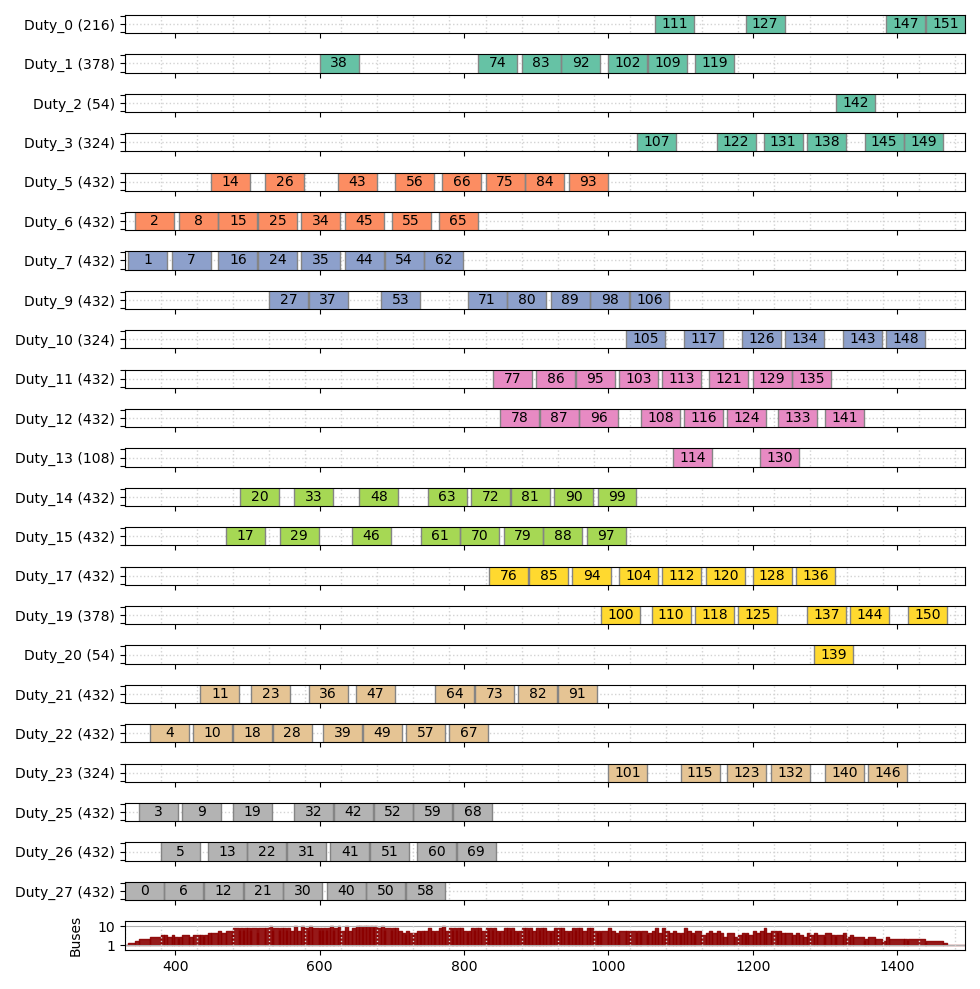 Duty_0 (216) 111 127 147 151
Duty_1 (378) 38 74 83 92 102 109 119
Duty_2 (54) 142
Duty_3 (324) 107 122 131 138 145 149
Duty_5 (432) 14 26 43 56 66 75 84 93
Duty_6 (432) 2 8 15 25 34 45 55 65
Duty_7 (432) 1 7 16 24 35 44 54 62
Duty_9 (432) 27 37 53 71 80 89 98 106
Duty_10 (324) 105 117 126 134 143 148
Duty_11 (432) 77 86 95 103 113 121 129 135
Duty_12 (432) 78 87 96 108 116 124 133 141
Duty_13 (108) 114 130
Duty_14 (432) 20 33 48 63 72 81 90 99
Duty_15 (432) 17 29 46 61 70 79 88 97
Duty_17 (432) 76 85 94 104 112 120 128 136
Duty_19 (378) 100 110 118 125 137 144 150
Duty_20 (54) 139
Duty_21 (432) 11 23 36 47 64 73 82 91
Duty_22 (432) 4 10 18 28 39 49 57 67
Duty_23 (324) 101 115 123 132 140 146
Duty_25 (432) 3 9 19 32 42 52 59 68
Duty_26 (432) 5 13 22 31 41 51 60 69
Duty_27 (432) 0 6 12 21 30 40 50 58
Buses
10
1
400 600 800 1000 1200 1400